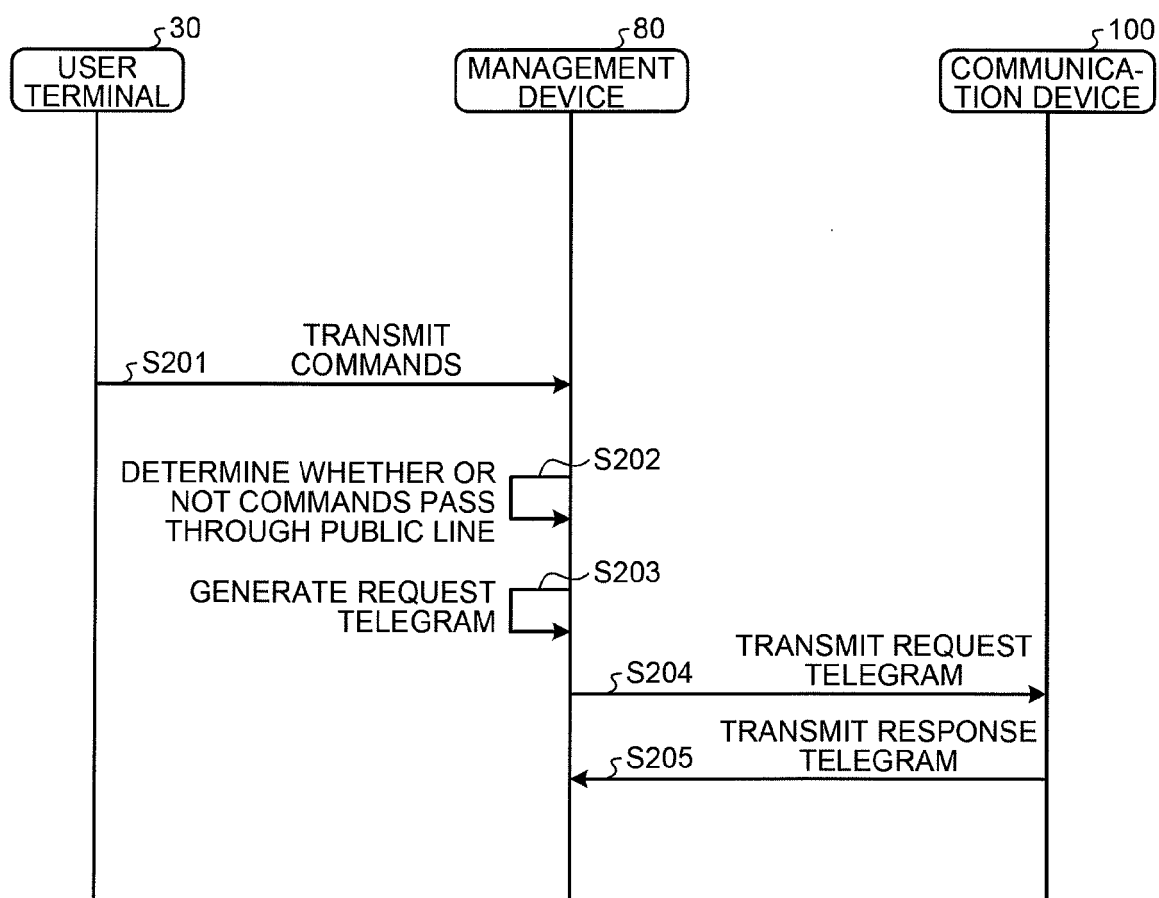 30
USER
TERMINAL
80
MANAGEMENT
DEVICE
100
COMMUNICA-
TION DEVICE
TRANSMIT
COMMANDS
S201
DETERMINE WHETHER OR
NOT COMMANDS PASS
THROUGH PUBLIC LINE
S202
GENERATE REQUEST
TELEGRAM
S203
TRANSMIT REQUEST
TELEGRAM
S204
TRANSMIT RESPONSE
TELEGRAM
S205